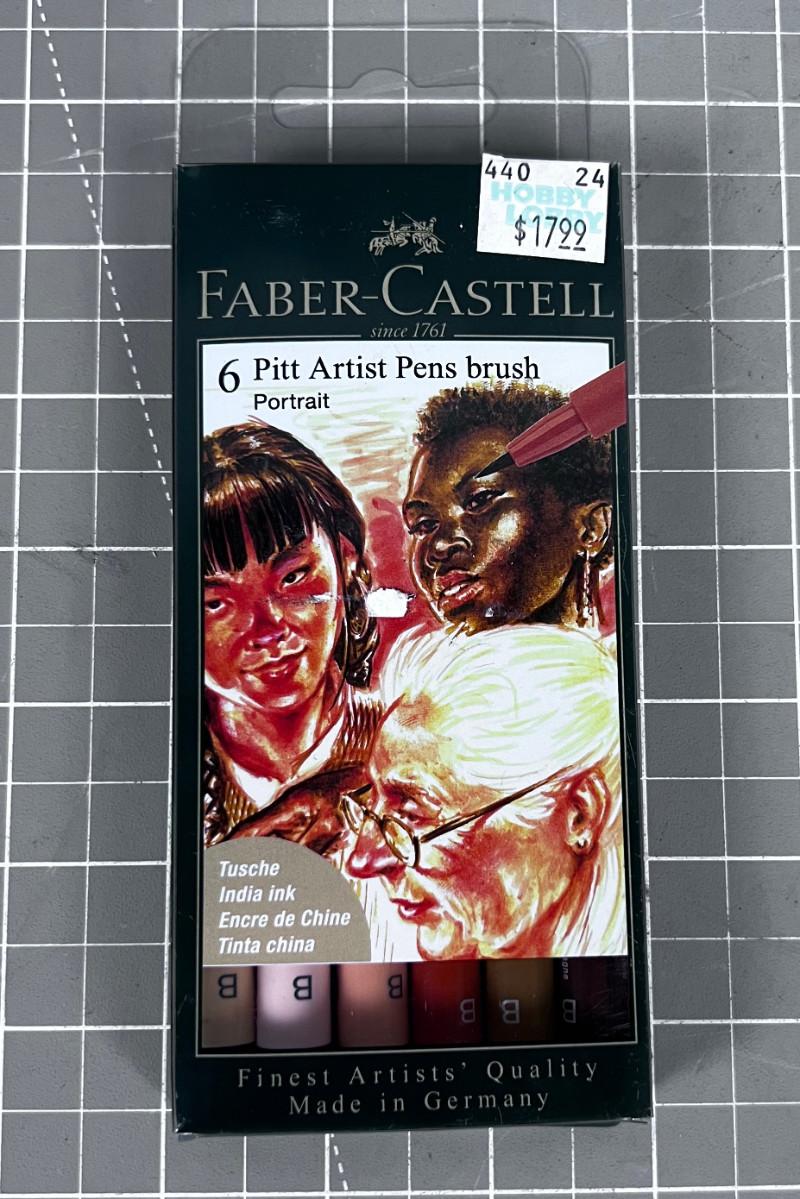 440 24
HOBBY
LOBBY
$17.99
FABER-CASTELL
since 1761
6 Pitt Artist Pens brush
Portrait
Tusche
India ink
Encre de Chine
Tinta china
B B B B B B
Finest Artists' Quality
Made in Germany